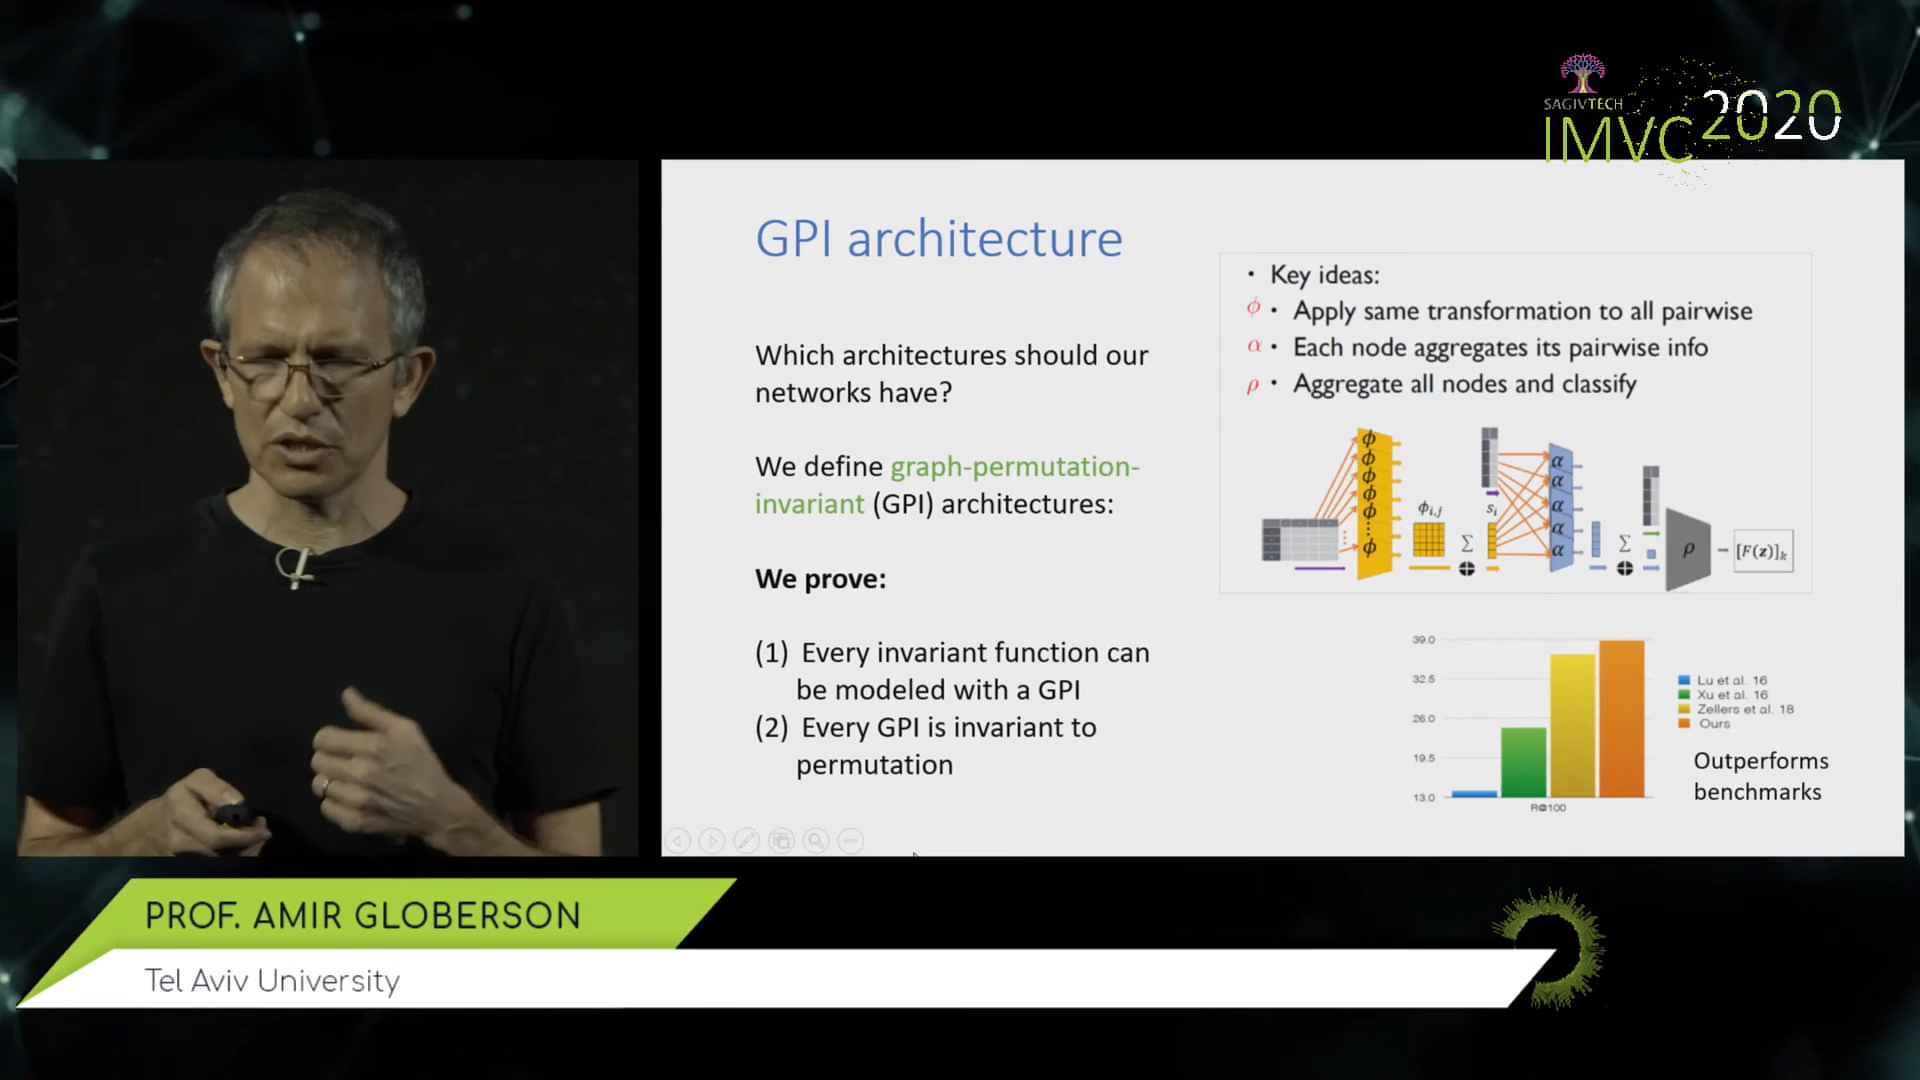 SAGIVTECH
IMVC 2020
GPI architecture
Which architectures should our
networks have?
We define graph-permutation-
invariant (GPI) architectures:
We prove:
(1) Every invariant function can
be modeled with a GPI
(2) Every GPI is invariant to
permutation
• Key ideas:
ϕ • Apply same transformation to all pairwise
α • Each node aggregates its pairwise info
ρ • Aggregate all nodes and classify
ϕ
ϕ
ϕ
ϕ
ϕ
ϕ
ϕi,j
Σ
si
α
α
α
α
α
Σ
ρ
[F(z)]k
39.0
32.5
26.0
19.5
13.0
R@100
Lu et al. 16
Xu et al. 16
Zellers et al. 18
Ours
Outperforms
benchmarks
PROF. AMIR GLOBERSON
Tel Aviv University